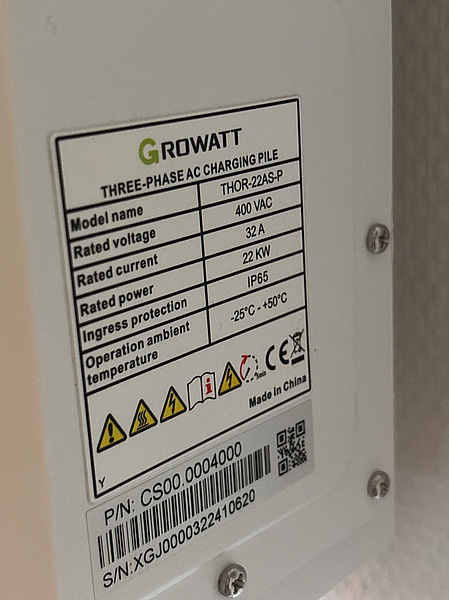 GROWATT
THREE-PHASE AC CHARGING PILE
Model name THOR-22AS-P
Rated voltage 400 VAC
Rated current 32 A
Rated power 22 KW
Ingress protection IP65
Operation ambient temperature -25°C - +50°C
5min
CE
Made in China
Y
P/N: CS00.0004000
S/N:XGJ0000322410620